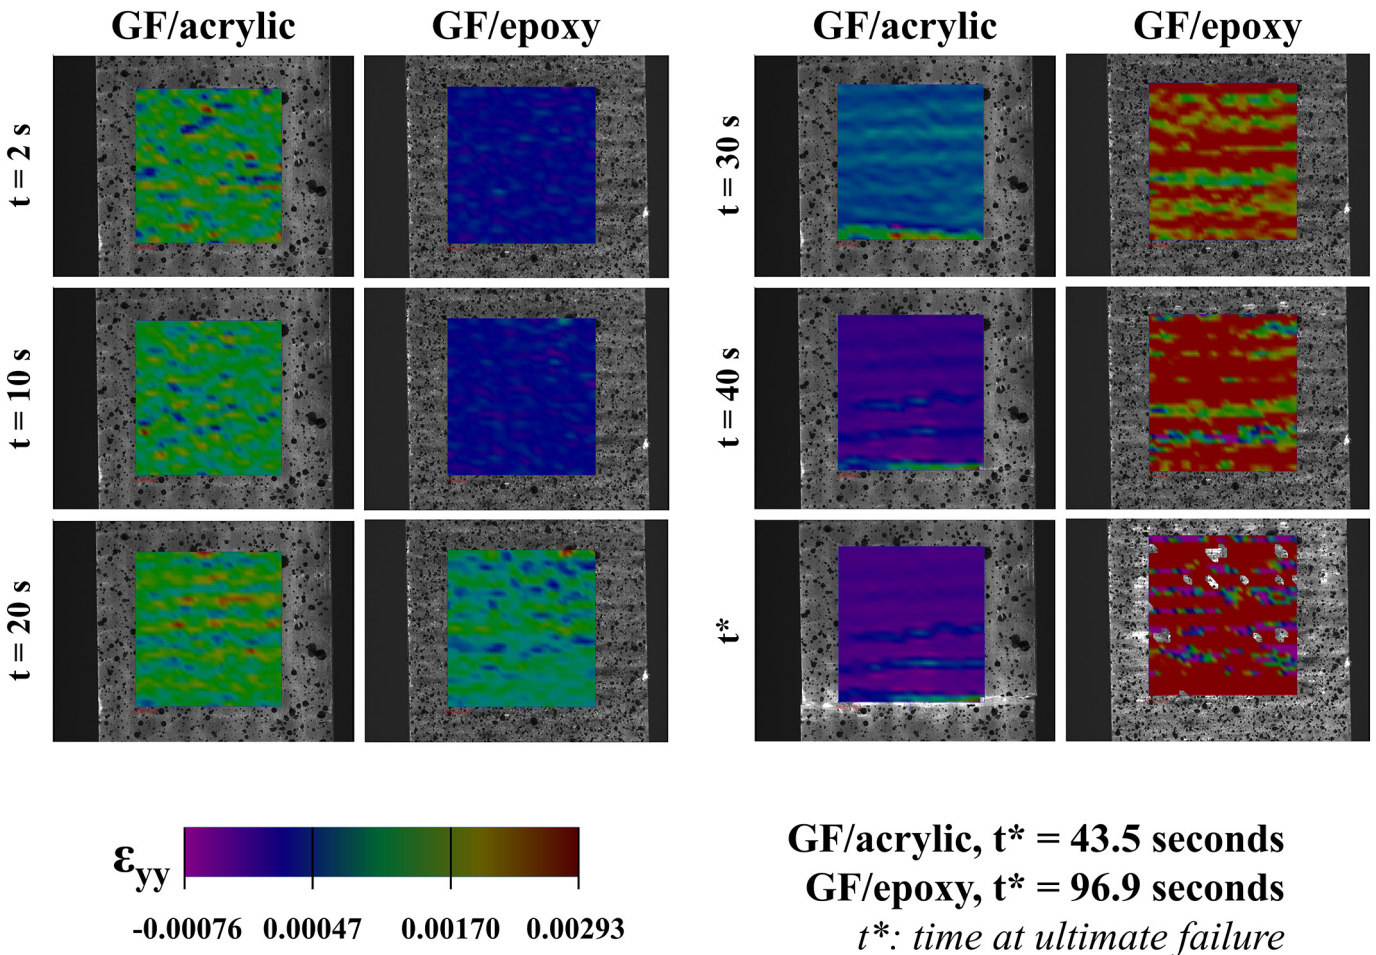 GF/acrylic GF/epoxy GF/acrylic GF/epoxy
t = 2 s
t = 30 s
t = 10 s
t = 40 s
t = 20 s
t*
εyy
-0.00076 0.00047 0.00170 0.00293
GF/acrylic, t* = 43.5 seconds
GF/epoxy, t* = 96.9 seconds
t*: time at ultimate failure